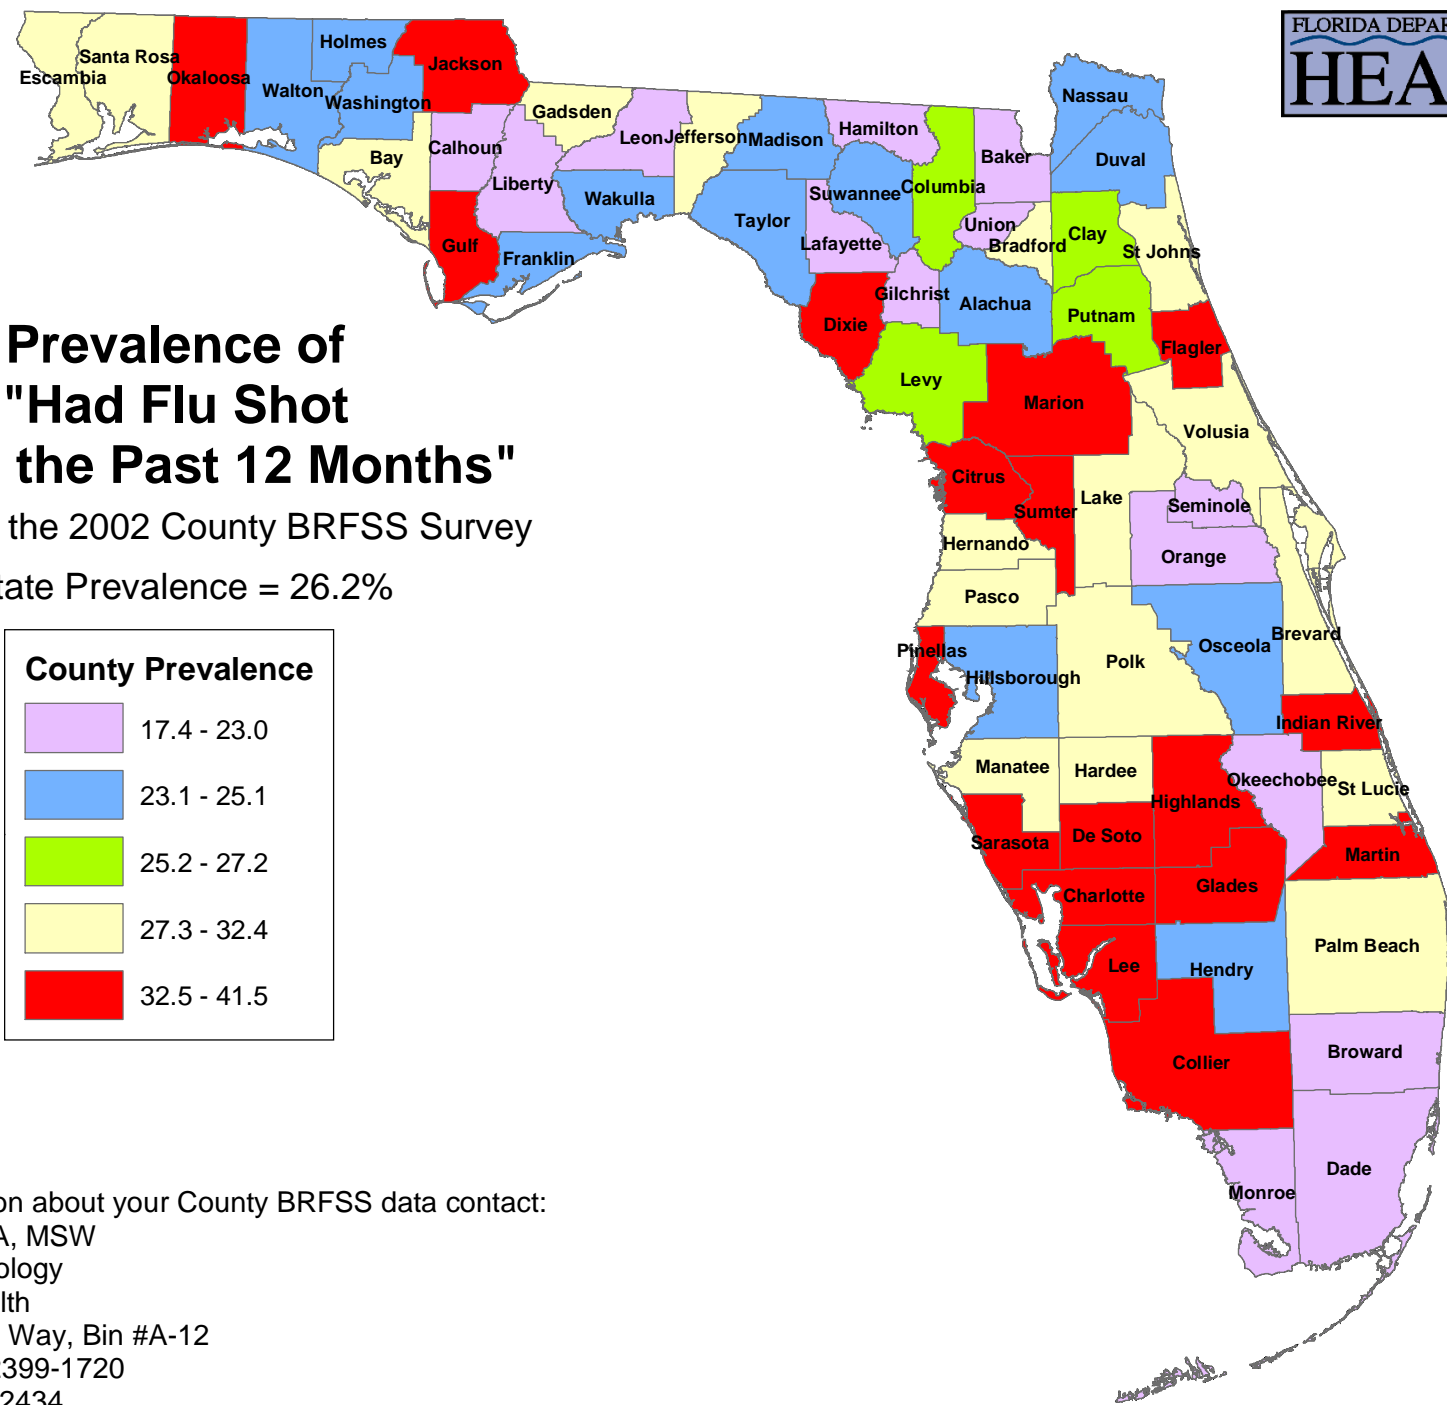 FLORIDA DEPAR
HEA
Prevalence of
"Had Flu Shot
the Past 12 Months"
the 2002 County BRFSS Survey
tate Prevalence = 26.2%
County Prevalence
17.4 - 23.0
23.1 - 25.1
25.2 - 27.2
27.3 - 32.4
32.5 - 41.5
Escambia
Santa Rosa
Okaloosa
Walton
Holmes
Washington
Jackson
Bay
Calhoun
Gulf
Gadsden
Liberty
Franklin
Leon
Wakulla
Jefferson
Madison
Taylor
Hamilton
Suwannee
Lafayette
Dixie
Columbia
Gilchrist
Baker
Union
Bradford
Alachua
Levy
Nassau
Duval
Clay
St Johns
Putnam
Flagler
Marion
Volusia
Citrus
Sumter
Lake
Seminole
Orange
Hernando
Pasco
Pinellas
Hillsborough
Polk
Osceola
Brevard
Indian River
Manatee
Hardee
Highlands
Okeechobee
St Lucie
Sarasota
De Soto
Martin
Charlotte
Glades
Lee
Hendry
Palm Beach
Collier
Broward
Monroe
Dade
on about your County BRFSS data contact:
A, MSW
ology
lth
Way, Bin #A-12
399-1720
2434